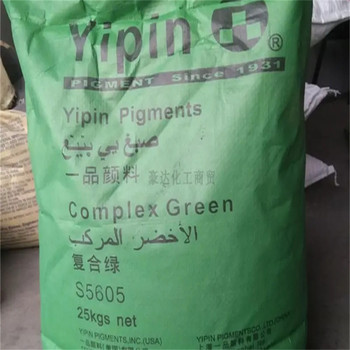 Yipin ®
PIGMENT Since 1931
Yipin Pigments
صبغ يي بينغ
一品颜料
豪达化工商贸
Complex Green
الأخضر المركب
复合绿
S5605
25kgs net
YIPIN PIGMENTS,INC.(USA)